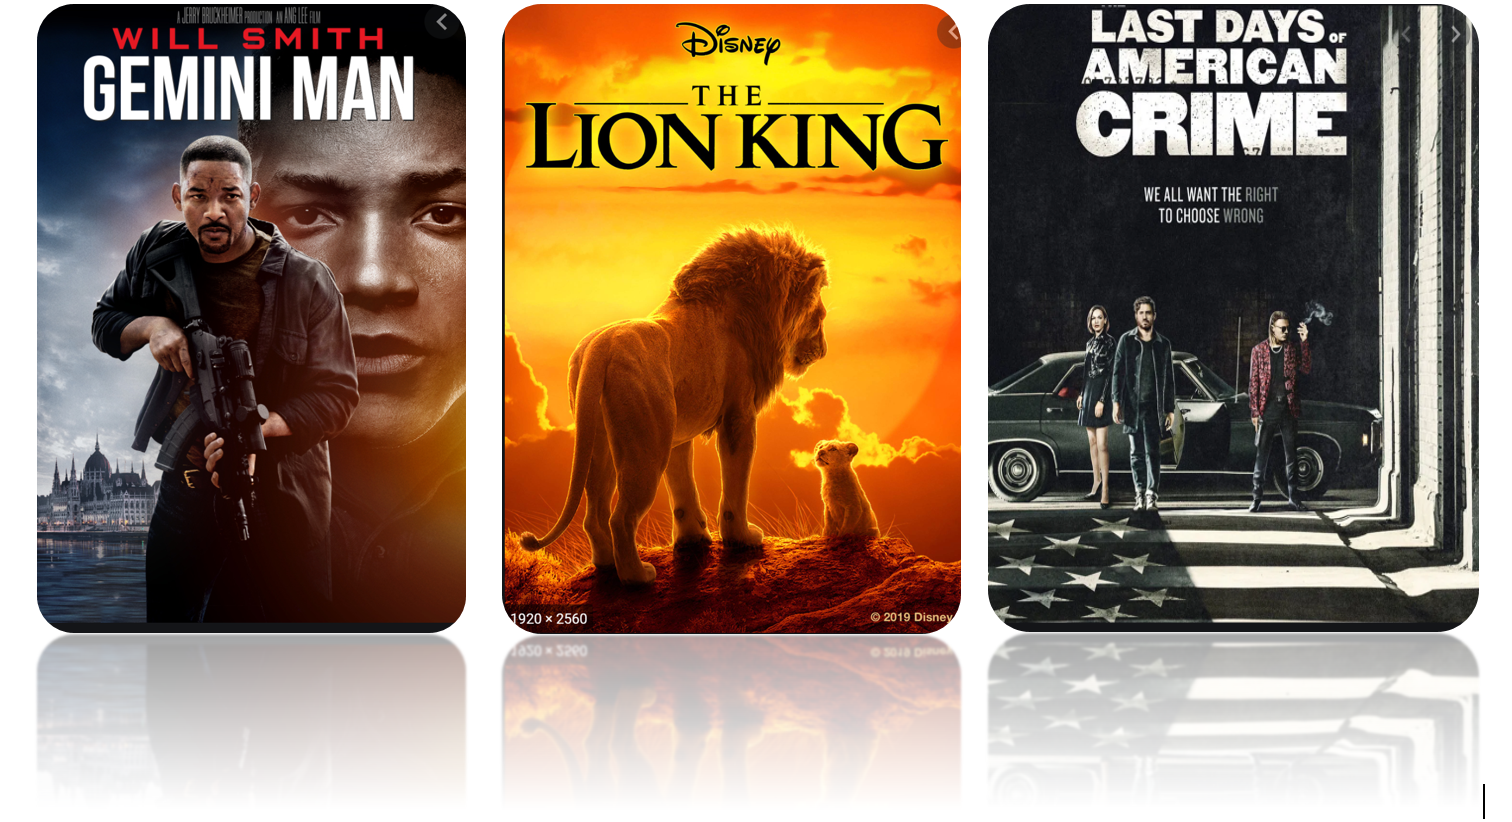 A JERRY BRUCKHEIMER PRODUCTION AN ANG LEE FILM
WILL SMITH
GEMINI MAN
Disney
THE
LION KING
1920 × 2560
© 2019 Disney
LAST DAYS OF
AMERICAN
CRIME
WE ALL WANT THE RIGHT
TO CHOOSE WRONG